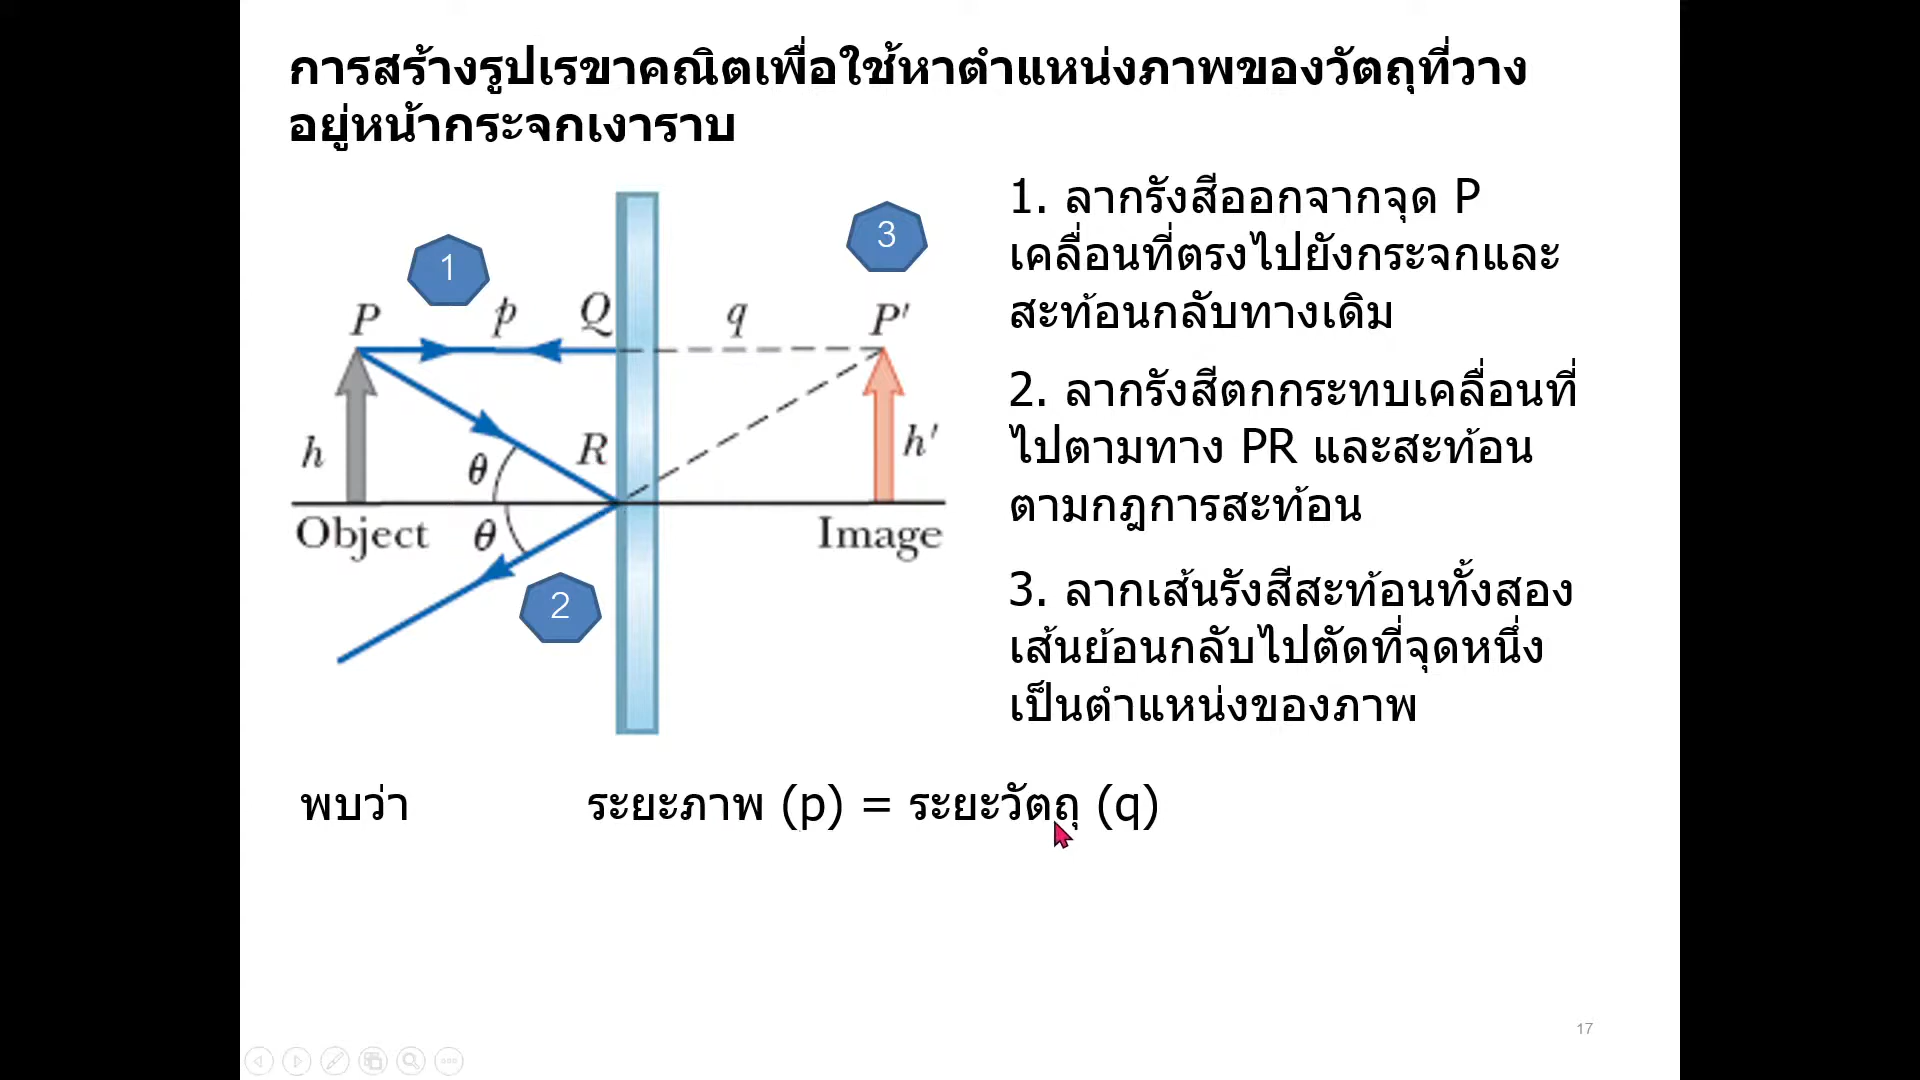 การสร้างรูปเรขาคณิตเพื่อใช้หาตำแหน่งภาพของวัตถุที่วาง
อยู่หน้ากระจกเงาราบ
1
3
P
p
Q
q
P'
h
θ
R
h'
Object
θ
Image
2
1. ลากรังสีออกจากจุด P
เคลื่อนที่ตรงไปยังกระจกและ
สะท้อนกลับทางเดิม
2. ลากรังสีตกกระทบเคลื่อนที่
ไปตามทาง PR และสะท้อน
ตามกฎการสะท้อน
3. ลากเส้นรังสีสะท้อนทั้งสอง
เส้นย้อนกลับไปตัดที่จุดหนึ่ง
เป็นตำแหน่งของภาพ
พบว่า ระยะภาพ (p) = ระยะวัตถุ (q)
17